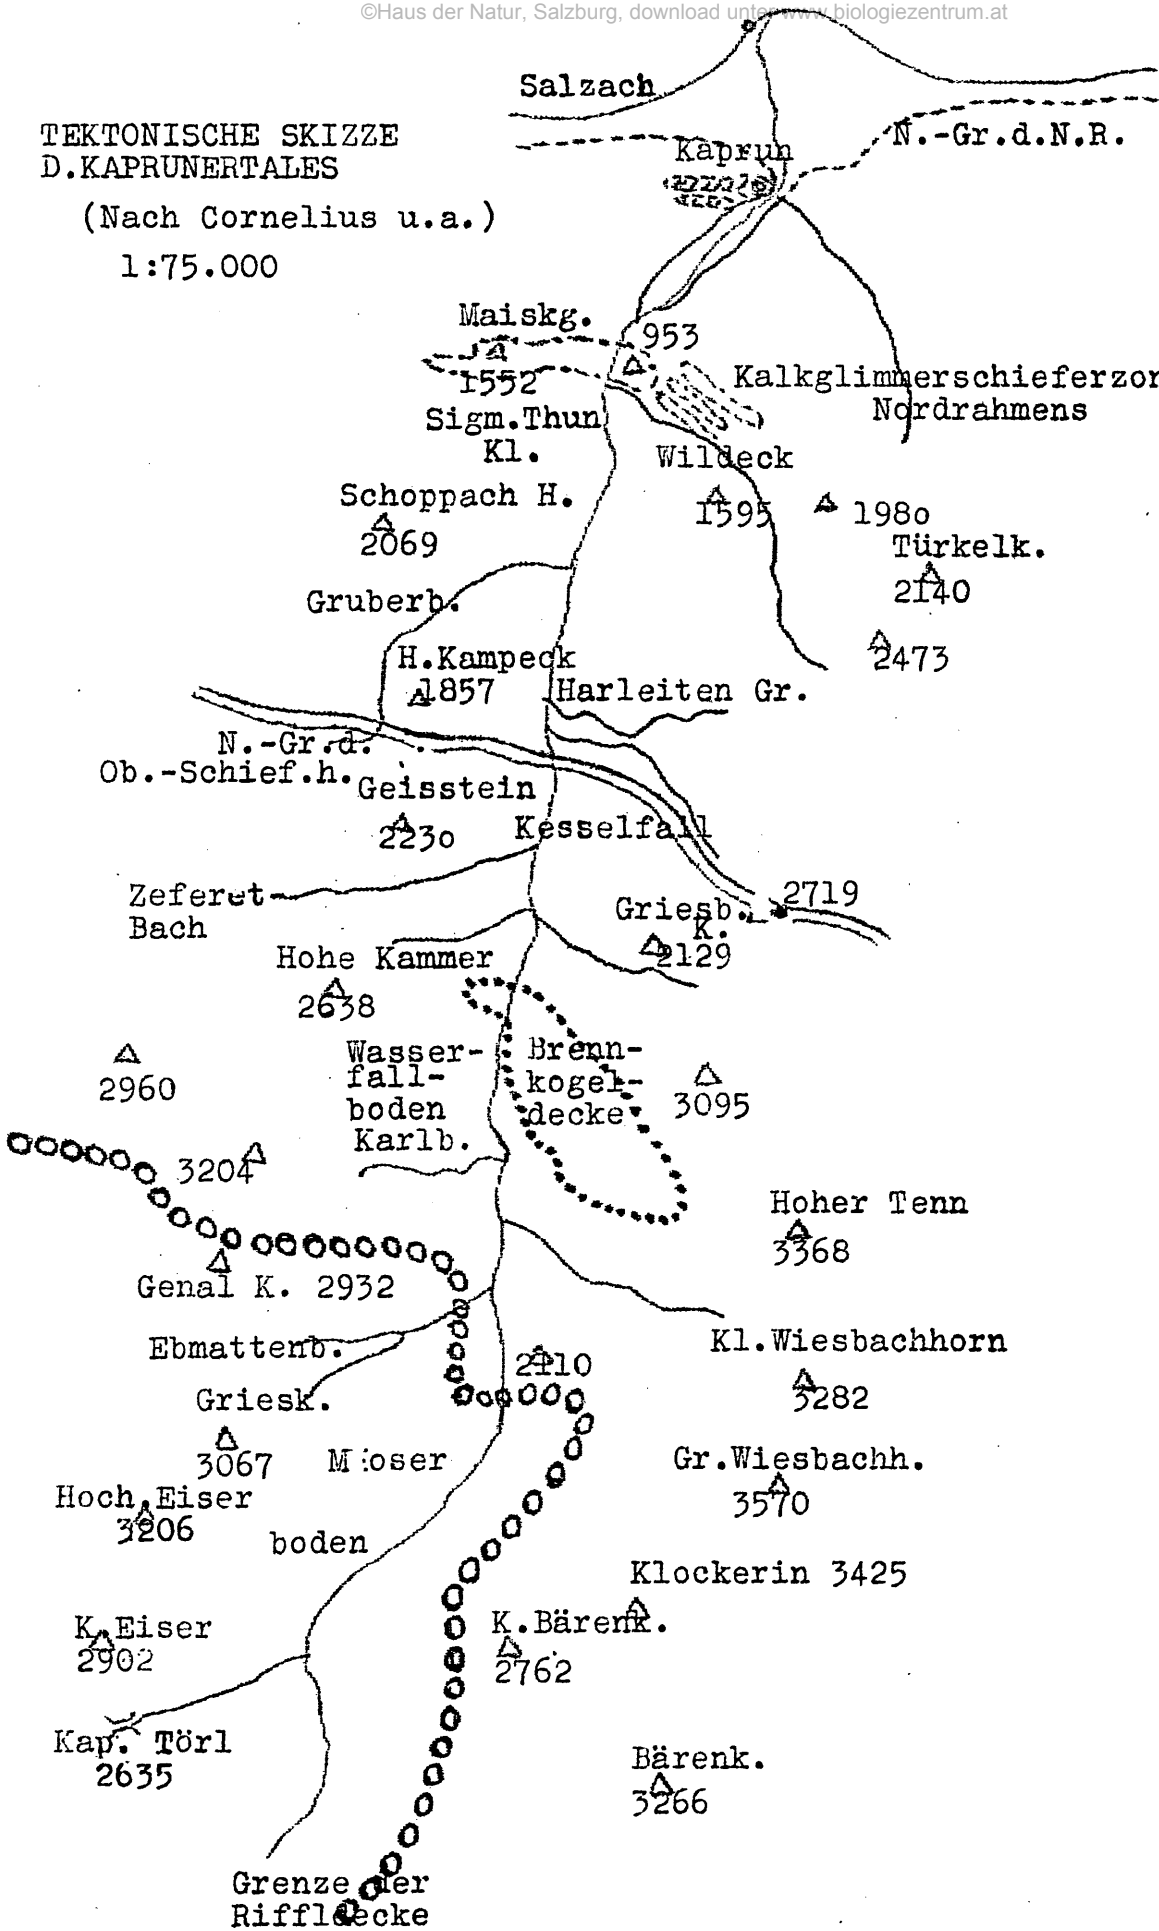 ©Haus der Natur, Salzburg, download unter www.biologiezentrum.at
Salzach
TEKTONISCHE SKIZZE
D.KAPRUNERTALES
N.-Gr.d.N.R.
Kaprun
(Nach Cornelius u.a.)
1:75.000
Maiskg.
953
1552
Kalkglimmerschieferzon
Nordrahmens
Sigm.Thun
Kl.
Wildeck
Schoppach H.
1595
198o
2069
Türkelk.
2140
Gruberb.
H.Kampeck
2473
1857
Harleiten Gr.
N.-Gr.d.
Ob.-Schief.h.
Geisstein
223o
Kesselfall
Zeferet
Bach
2719
Griesb.
K.
2129
Hohe Kammer
2638
Wasser-
fall-
boden
Brenn-
kogel-
decke
2960
3095
Karlb.
3204
Hoher Tenn
3368
Genal K. 2932
Ebmattenb.
Kl.Wiesbachhorn
2110
3282
Griesk.
3067
Mooser
Gr.Wiesbachh.
3570
Hoch.Eiser
3206
boden
Klockerin 3425
K.Eiser
2902
K.Bärenk.
2762
Kap. Törl
2635
Bärenk.
3266
Grenze der
Riffldecke